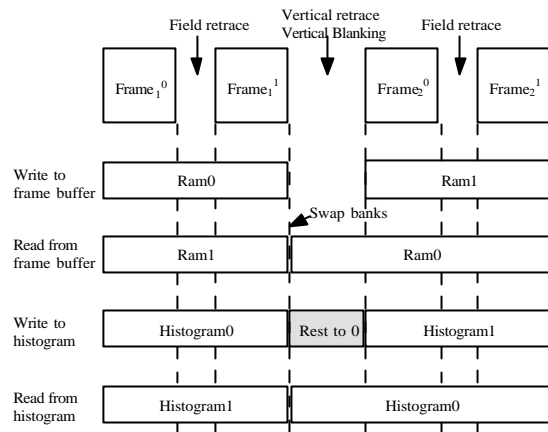 Field retrace
Vertical retrace
Vertical Blanking
Field retrace
Frame₁⁰
Frame₁¹
Frame₂⁰
Frame₂¹
Write to
frame buffer
Ram0
Ram1
Swap banks
Read from
frame buffer
Ram1
Ram0
Write to
histogram
Histogram0
Rest to 0
Histogram1
Read from
histogram
Histogram1
Histogram0